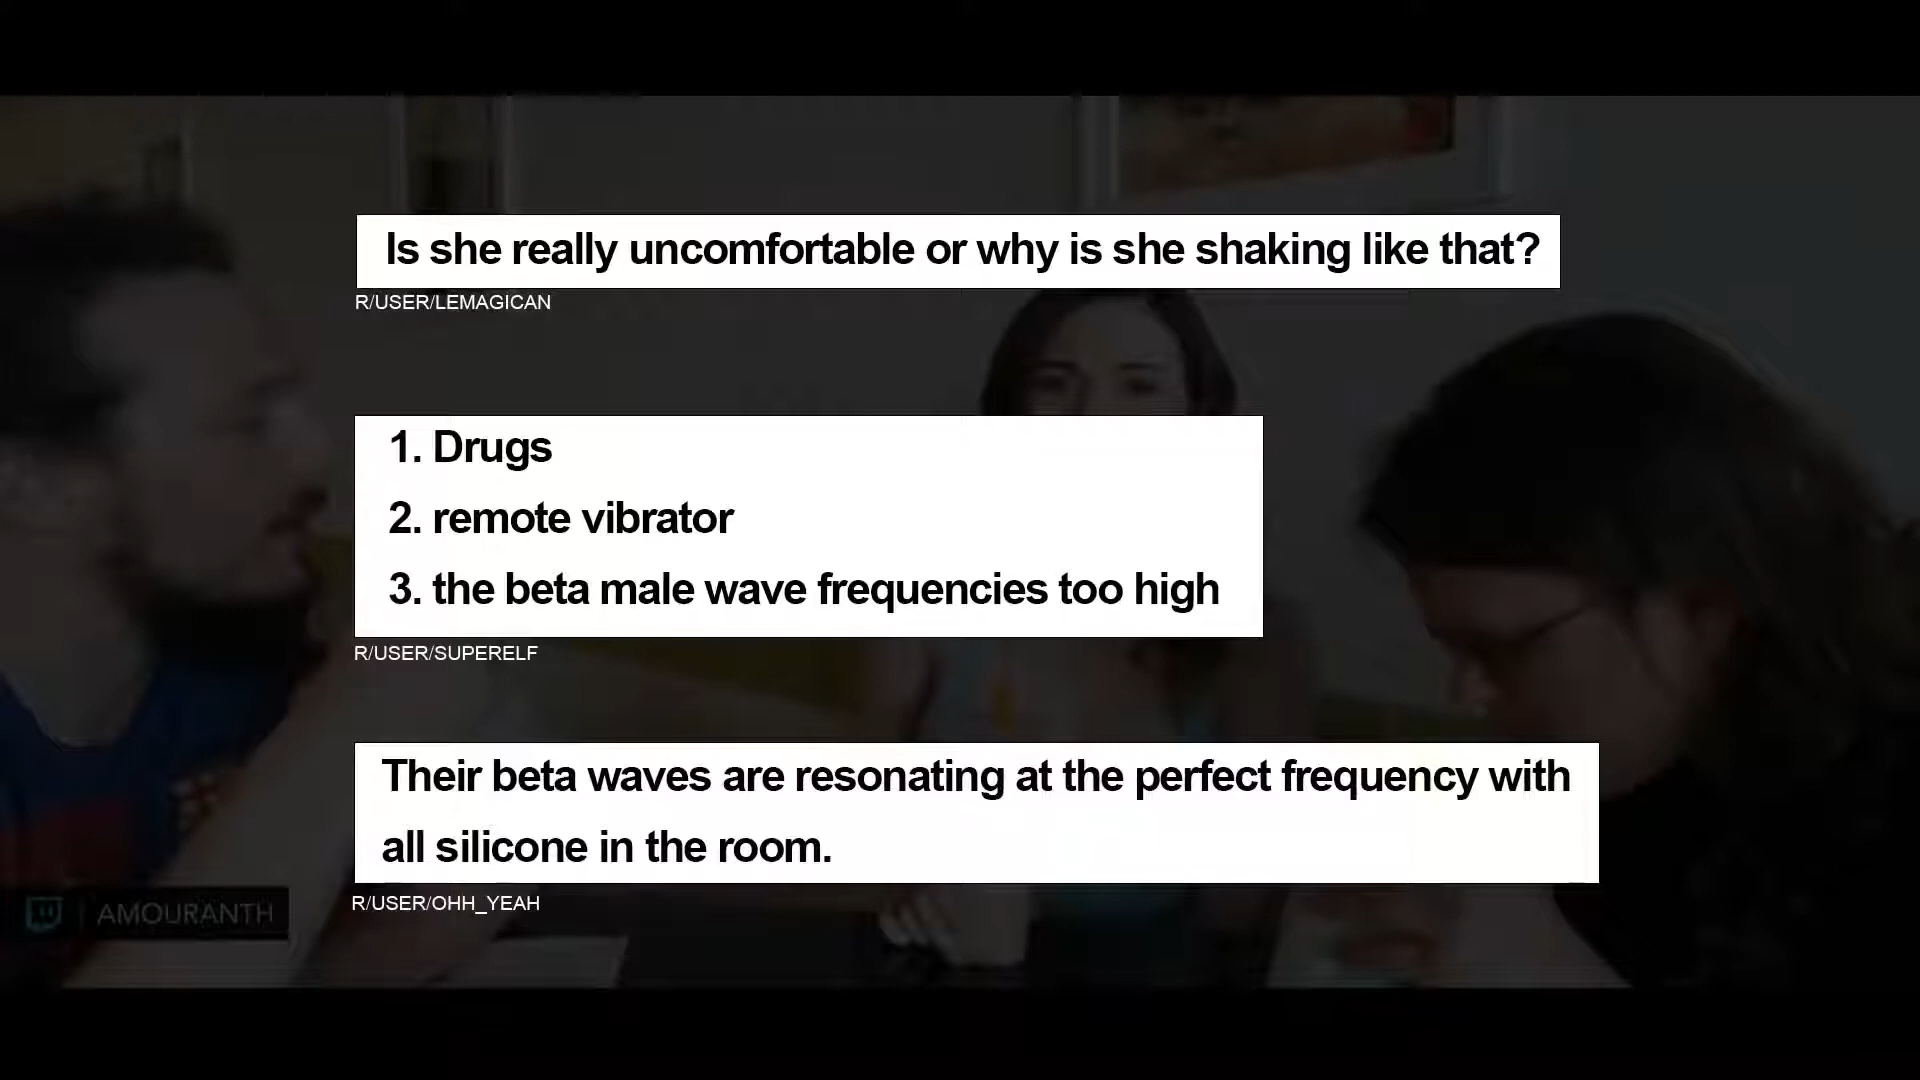 Is she really uncomfortable or why is she shaking like that?
R/USER/LEMAGICAN
1. Drugs
2. remote vibrator
3. the beta male wave frequencies too high
R/USER/SUPERELF
Their beta waves are resonating at the perfect frequency with
all silicone in the room.
R/USER/OHH_YEAH
AMOURANTH